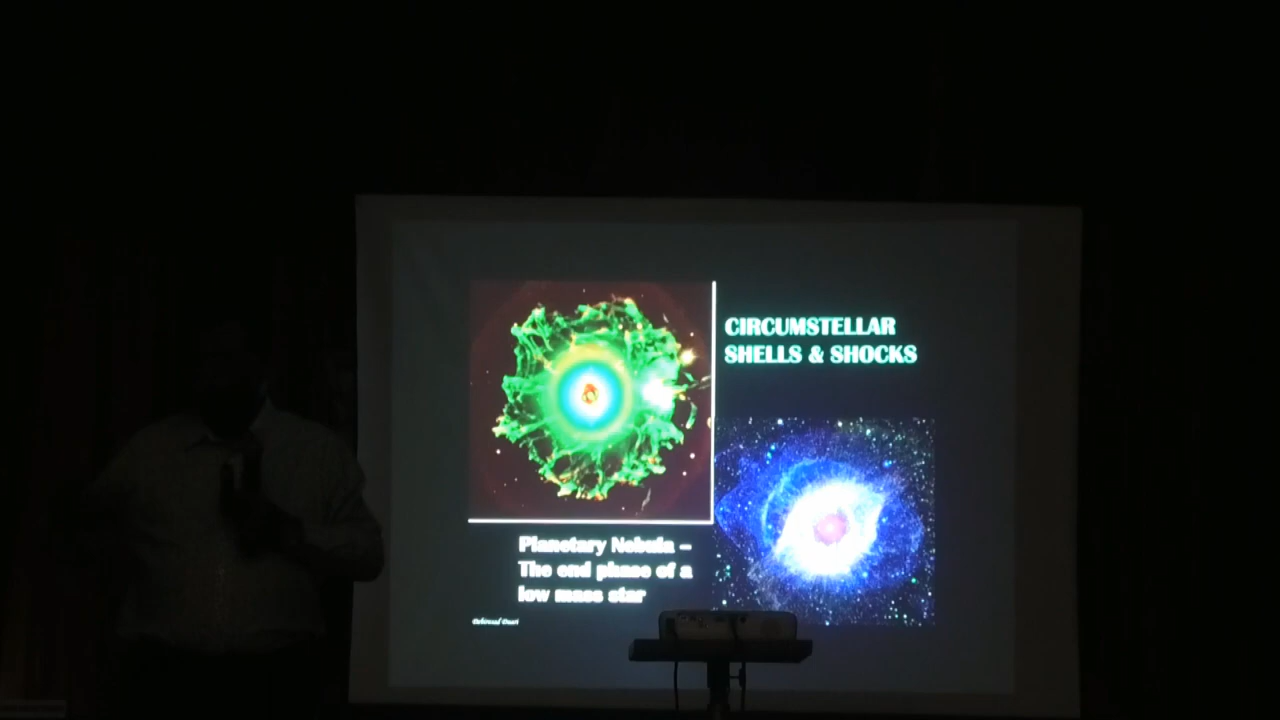 CIRCUMSTELLAR
SHELLS & SHOCKS
Planetary Nebula –
The end phase of a
low mass star